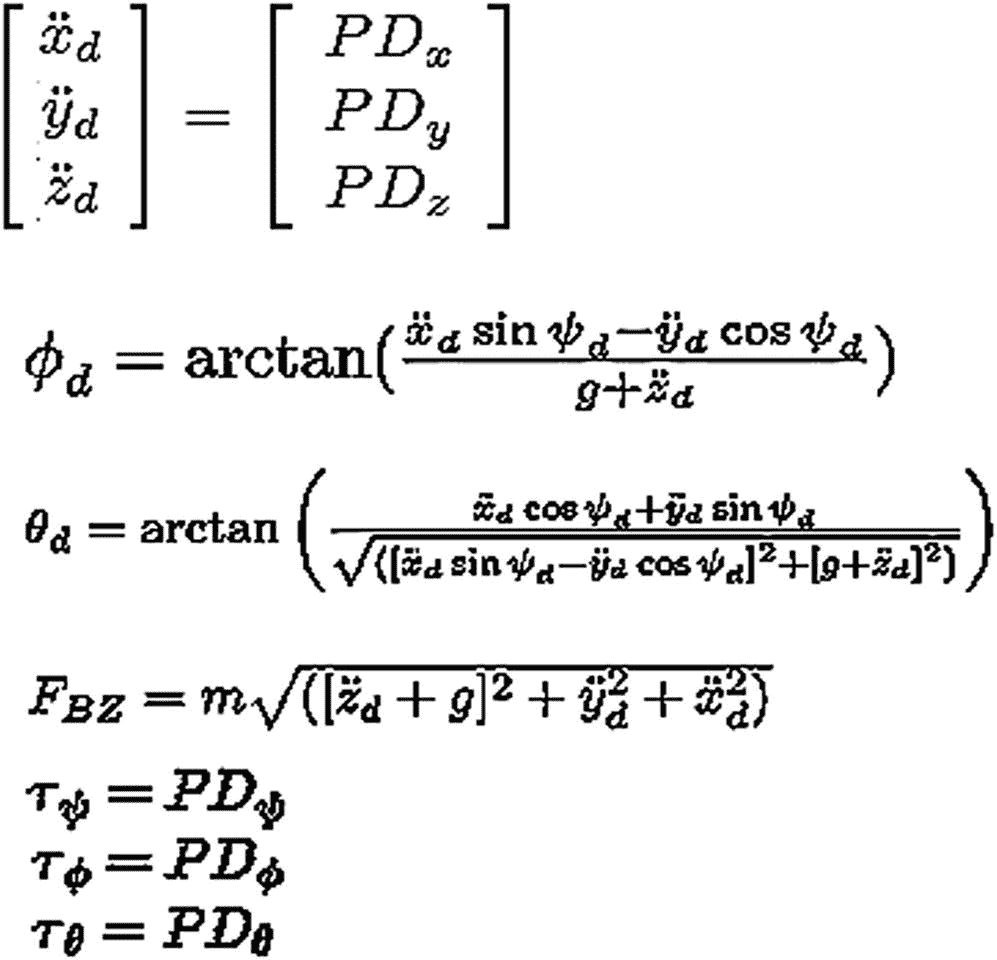 [ẍ_d] = [PD_x]
[ÿ_d] = [PD_y]
[z̈_d] = [PD_z]
ϕ_d = arctan((ẍ_d sin ψ_d − ÿ_d cos ψ_d)/(g+z̈_d))
θ_d = arctan((ẍ_d cos ψ_d + ÿ_d sin ψ_d)/√([ẍ_d sin ψ_d − ÿ_d cos ψ_d]² + [g+z̈_d]²))
F_BZ = m√([z̈_d + g]² + ÿ_d² + ẍ_d²)
τ_ψ = PD_ψ
τ_ϕ = PD_ϕ
τ_θ = PD_θ